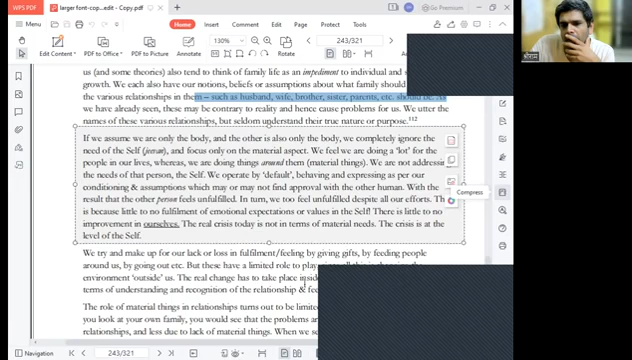 larger font-cop...edit - Copy.pdf
Go Premium
Menu
Home
Insert
Comment
Edit
Page
Protect
Tools
Edit Content
PDF to Office
PDF to Picture
Annotate
130%
Rotate
243/321
us (and some theories) also tend to think of family life as an impediment to individual and s
growth. We each also have our notions, beliefs or assumptions about what family should
the various relationships in them – such as husband, wife, brother, sister, parents, etc. should be. As
we have already seen, these may be contrary to reality and hence cause problems for us. We utter the
names of these various relationships, but seldom understand their true nature or purpose.112
If we assume we are only the body, and the other is also only the body, we completely ignore the
need of the Self (jeevan), and focus only on the material aspect. We feel we are doing a 'lot' for the
people in our lives, whereas, we are doing things around them (material things). We are not addressin
the needs of that person, the Self. We operate by 'default', behaving and expressing as per our
conditioning & assumptions which may or may not find approval with the other human. With the
result that the other person feels unfulfilled. In turn, we too feel unfulfilled despite all our efforts. Th
is because little to no fulfilment of emotional expectations or values in the Self! There is little to no
improvement in ourselves. The real crisis today is not in terms of material needs. The crisis is at the
level of the Self.
Compress
We try and make up for our lack or loss in fulfilment/feeling by giving gifts, by feeding people
around us, by going out etc. But these have a limited role to play
environment 'outside' us. The real change has to take place inside
terms of understanding and recognition of the relationship & fee
The role of material things in relationships turns out to be limited
you look at your own family, you would see that the problems ar
relationships, and less due to lack of material things. When we s
Navigation
243/321
श्रीराम